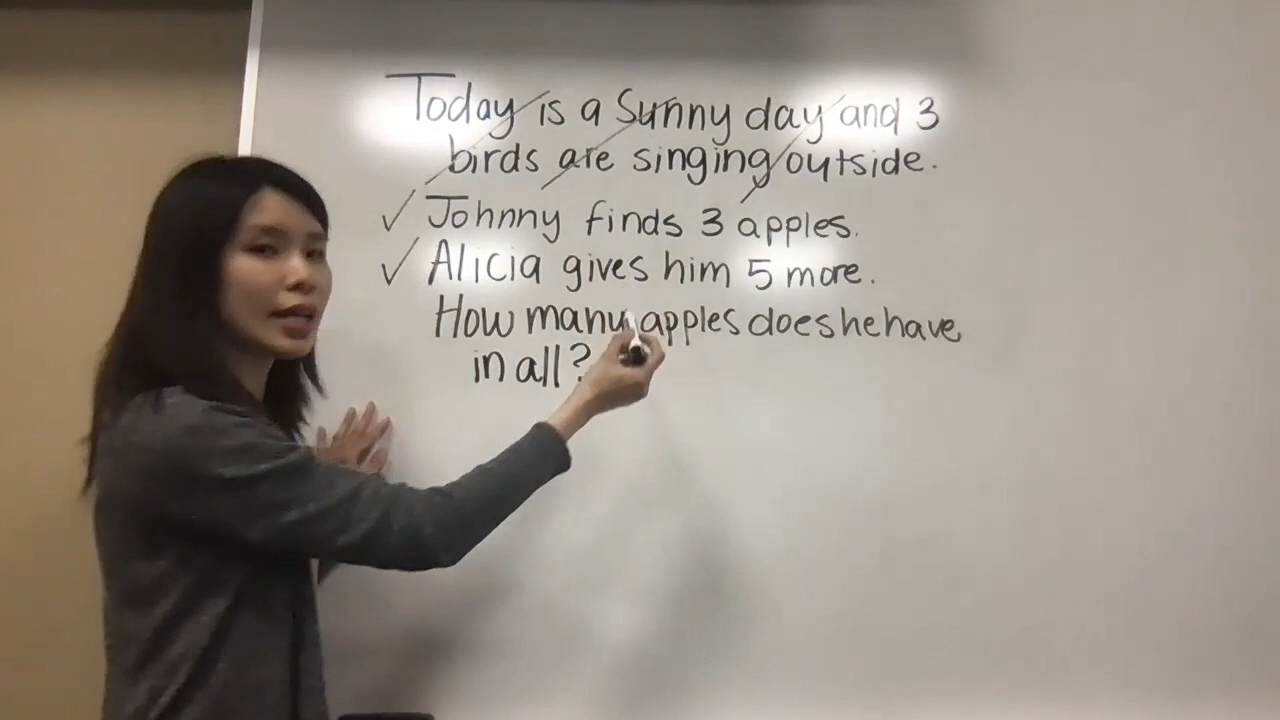 Today is a Sunny day and 3
birds are singing outside.
✓ Johnny finds 3 apples.
✓ Alicia gives him 5 more.
How many apples does he have
in all?